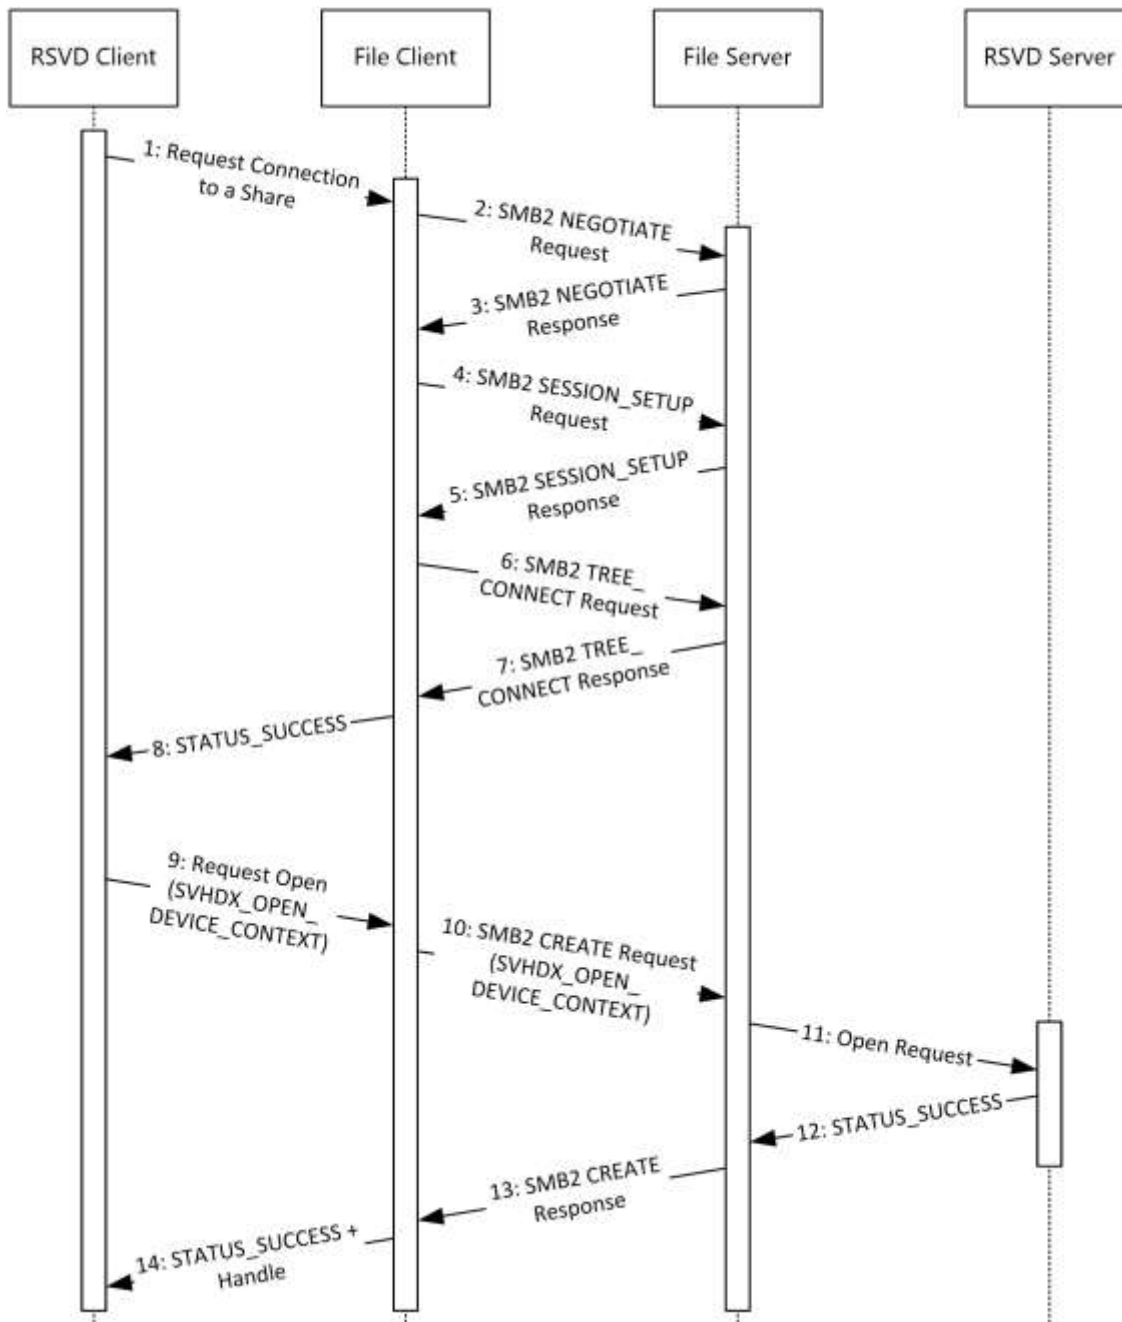 RSVD Client
File Client
File Server
RSVD Server
1: Request Connection
to a Share
2: SMB2 NEGOTIATE
Request
3: SMB2 NEGOTIATE
Response
4: SMB2 SESSION_SETUP
Request
5: SMB2 SESSION_SETUP
Response
6: SMB2 TREE_
CONNECT Request
7: SMB2 TREE_
CONNECT Response
8: STATUS_SUCCESS
9: Request Open
(SVHDX_OPEN_
DEVICE_CONTEXT)
10: SMB2 CREATE Request
(SVHDX_OPEN_
DEVICE_CONTEXT)
11: Open Request
12: STATUS_SUCCESS
13: SMB2 CREATE
Response
14: STATUS_SUCCESS +
Handle